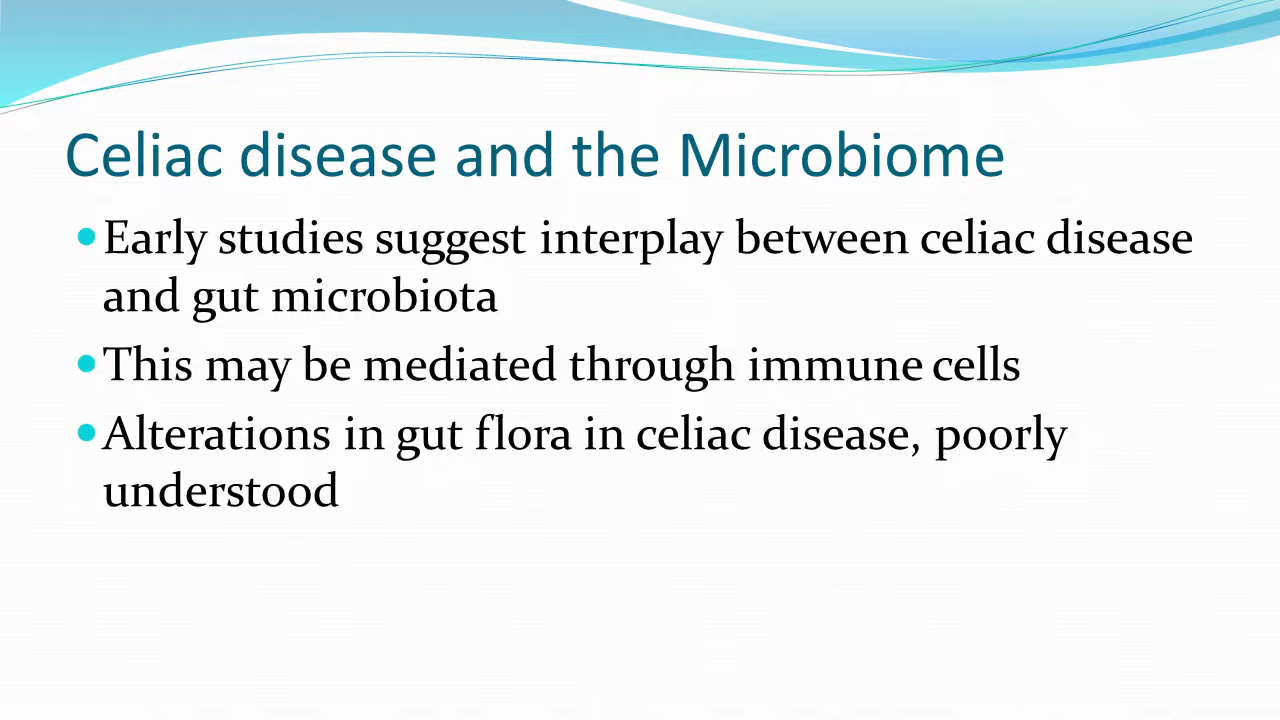 Celiac disease and the Microbiome
•Early studies suggest interplay between celiac disease
and gut microbiota
•This may be mediated through immune cells
•Alterations in gut flora in celiac disease, poorly
understood